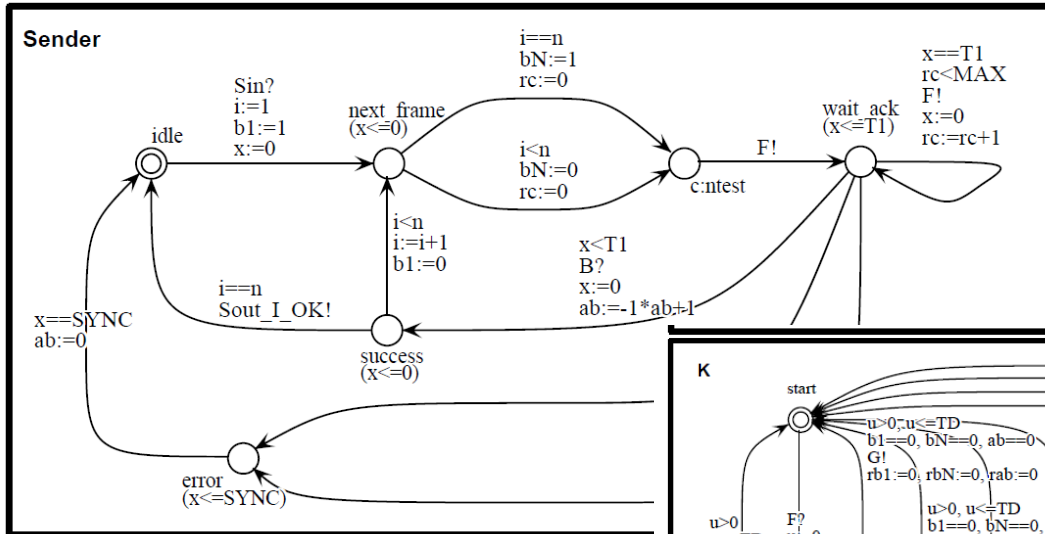 Sender
Sin?
i:=1
b1:=1
x:=0
idle
next_frame
(x<=0)
i==n
bN:=1
rc:=0
i<n
bN:=0
rc:=0
c:ntest
F!
wait_ack
(x<=T1)
x==T1
rc<MAX
F!
x:=0
rc:=rc+1
i<n
i:=i+1
b1:=0
x<T1
B?
x:=0
ab:=-1*ab+1
i==n
Sout_I_OK!
success
(x<=0)
x==SYNC
ab:=0
error
(x<=SYNC)
K
start
u>0, u<=TD
b1==0, bN==0, ab==0
G!
rb1:=0, rbN:=0, rab:=0
u>0, u<=TD
b1==0, bN==0,
u>0
F?